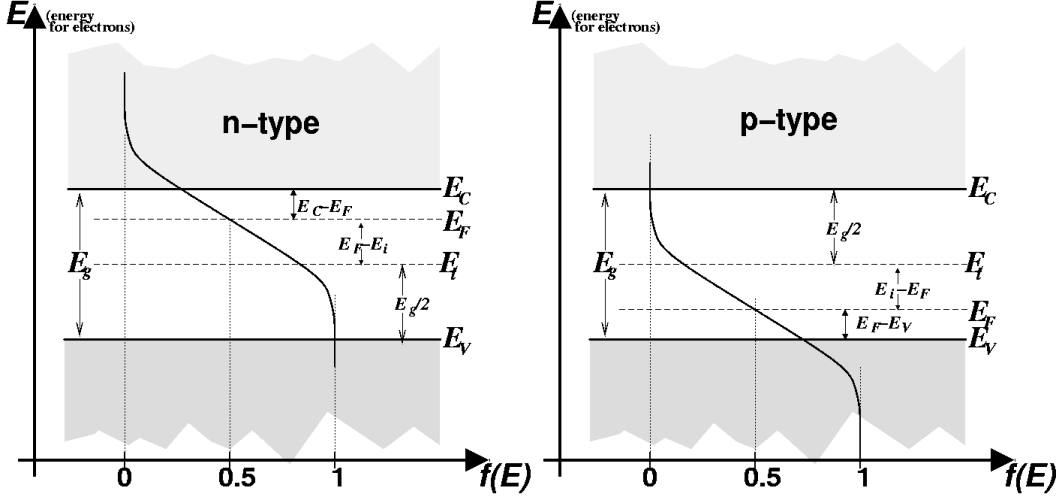 E (energy
for electrons)
n-type
E_C
E_C-E_F
E_F
E_F-E_i
E_g
E_i
E_g/2
E_V
0 0.5 1 f(E)
E (energy
for electrons)
p-type
E_C
E_g/2
E_g
E_i
E_i-E_F
E_F
E_F-E_V
E_V
0 0.5 1 f(E)